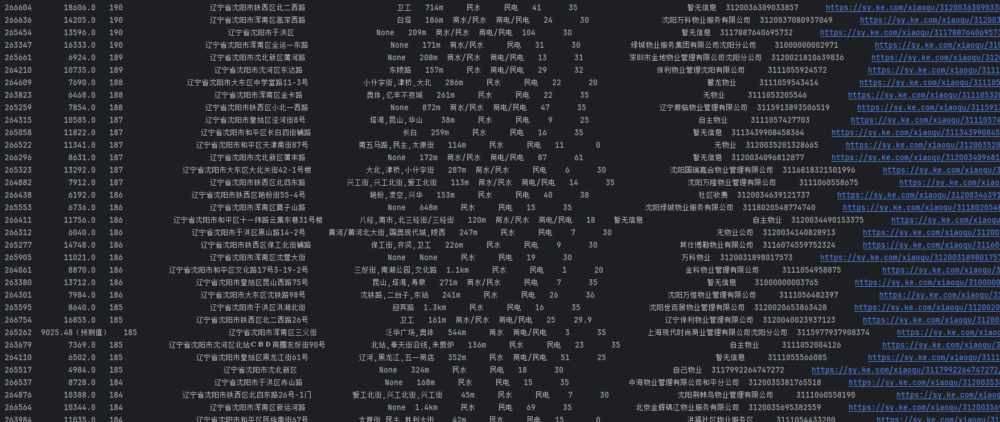 266604 18606.0 190 辽宁省沈阳市铁西区北二西路 卫工 714m 民水 民电 41 35 暂无信息 3120036309033857 https://sy.ke.com/xiaoqu/312003630903385
266636 14205.0 190 辽宁省沈阳市浑南区高深西路 白塔 186m 商水/民水 商电/民电 24 30 沈阳万科物业服务有限公司 3120037080937049 https://sy.ke.com/xiaoqu/312003
265454 13596.0 190 辽宁省沈阳市于洪区 None 209m 商水/民水 商电/民电 104 30 暂无信息 3117887640695732 https://sy.ke.com/xiaoqu/311788764069573
263347 16333.0 190 辽宁省沈阳市浑南区全运一东路 None 171m 商水/民水 民电 31 30 绿城物业服务集团有限公司沈阳分公司 31000000002971 https://sy.ke.com/xiaoqu/310
265661 6924.0 189 辽宁省沈阳市沈北新区蒲河路 None 208m 商水/民水 商电/民电 13 31 深圳市金地物业管理有限公司沈阳分公司 3120021810639836 https://sy.ke.com/xiaoqu/3120
264210 10735.0 189 辽宁省沈阳市沈河区东达路 东陵路 157m 民水 商电/民电 29 32 保利物业管理沈阳有限公司 3111055924572 https://sy.ke.com/xiaoqu/3111
264609 7690.0 188 辽宁省沈阳市大东区中学堂路11-3号 小什字街,津桥,大北 286m 民水 民电 22 20 馨龙物业 3111059543414 https://sy.ke.com/xiaoqu/311105
263823 6468.0 188 辽宁省沈阳市浑南区金卡路 奥体,亿丰不夜城 261m 民水 民电 22 35 无物业 3111053205546 https://sy.ke.com/xiaoqu/311105320
265259 7854.0 188 辽宁省沈阳市铁西区小北一西路 None 872m 商水/民水 商电/民电 47 35 辽宁君临物业管理有限公司 3115913893506519 https://sy.ke.com/xiaoqu/3115913
264315 10585.0 187 辽宁省沈阳市皇姑区泾河街8号 塔湾,昆山,华山 38m 民水 民电 9 25 自主物业 3111057427703 https://sy.ke.com/xiaoqu/31110574
265058 11822.0 187 辽宁省沈阳市和平区长白四街辅路 长白 259m 民水 民电 16 35 暂无信息 3113439908458364 https://sy.ke.com/xiaoqu/311343990845
266522 11341.0 187 辽宁省沈阳市和平区天津南街87号 南五马路,民主,太原街 114m 民水 民电 11 0 无物业 3120035201328665 https://sy.ke.com/xiaoqu/312003520
266296 8631.0 187 辽宁省沈阳市沈北新区蒲丰路 None 172m 商水/民水 商电/民电 87 61 暂无信息 3120034096812877 https://sy.ke.com/xiaoqu/312003409681
265323 13292.0 187 辽宁省沈阳市大东区大北关街42-1号楼 大北,津桥,小什字街 287m 商水/民水 民电 6 30 沈阳国瑞嘉合物业管理有限公司 3116818321501996 https://sy.ke.com/xiaoqu/3
264882 7912.0 187 辽宁省沈阳市铁西区北四东路 兴工街,兴工北街,爱工北街 113m 商水/民水 商电/民电 14 35 沈阳万隆物业管理有限公司 3111060558675 https://sy.ke.com/xiao
266438 6192.0 186 辽宁省沈阳市铁西区艳粉街55-4号 艳粉,凌空,兴华 153m 民水 民电 40 38 社区收费 3120034639121737 https://sy.ke.com/xiaoqu/31200346391
265553 6736.0 186 辽宁省沈阳市浑南区莫子山路 None 648m 民水 民电 15 35 沈阳绿城物业服务有限公司 3118020548774740 https://sy.ke.com/xiaoqu/3118020548
266411 11756.0 186 辽宁省沈阳市和平区十一纬路云集东巷31号楼 八经,南市,北三经街/三经街 120m 商水/民水 商电/民电 18 暂无信息 自主物业 3120034490153375 https://sy.ke.com/xiaoqu
266312 6040.0 186 辽宁省沈阳市于洪区黑山路14-2号 黄河/黄河北大街,国奥现代城,陵西 247m 民水 民电 7 30 无物业公司 3120034140828913 https://sy.ke.com/xiaoqu/31200
265277 14748.0 186 辽宁省沈阳市铁西区保工北街辅路 保工街,齐贤,卫工 226m 民水 民电 9 30 其仕博勒物业有限公司 3116074559752324 https://sy.ke.com/xiaoqu/31160
265905 11021.0 186 辽宁省沈阳市浑南区沈营大街 None None 民水 民电 19 30 万科物业 3120031898017573 https://sy.ke.com/xiaoqu/312003189801757
264061 8870.0 186 辽宁省沈阳市和平区文化路17号3-19-2号 三好街,南湖公园,文化路 1.1km 民水 民电 1 20 金科物业管理有限公司 3111054958875 https://sy.ke.com/xiaoqu/3
263380 13712.0 186 辽宁省沈阳市皇姑区昆山西路75号 昆山,塔湾,寿泉 271m 商水/民水 民电 7 35 暂无信息 31000000003765 https://sy.ke.com/xiaoqu/3100000
264301 7984.0 186 辽宁省沈阳市大东区沈铁路98号 沈铁路,二台子,东站 241m 民水 民电 26 36 沈阳万恒物业管理有限公司 3111056482397 https://sy.ke.com/xiaoqu/31
265595 8640.0 185 辽宁省沈阳市于洪区洪湖北街 迎宾路 1.3km 民水 民电 16 35 沈阳世百居物业管理有限公司 3120020653863428 https://sy.ke.com/xiaoqu/3120020
266754 16855.0 185 辽宁省沈阳市铁西区北二西路26号 卫工 161m 商水/民水 商电/民电 25 29.9 辽宁保利物业管理有限公司 3120040023937123 https://sy.ke.com/xiaoqu/31200
265262 9025.48（预测值） 185 辽宁省沈阳市浑南区三义街 泛华广场,奥体 544m 商水 商电 3 35 上海现代时尚商业管理有限公司沈阳分公司 3115977937908374 https://sy.ke.com/xiaoq
263679 7369.0 185 辽宁省沈阳市沈河区北站ＣＢＤ商圈友好街90号 北站,奉天街沿线,朱剪炉 136m 民水 民电 23 35 自主物业 3111052004126 https://sy.ke.com/xiaoqu/3
264110 6502.0 185 辽宁省沈阳市皇姑区黑龙江街61号 辽河,黑龙江,五一商店 352m 民水 商电/民电 51 25 暂无信息 3111055566085 https://sy.ke.com/xiaoqu/3111
265517 4984.0 185 辽宁省沈阳市沈北新区 None 324m 民水 民电 18 30 自己物业 3117992264747272 https://sy.ke.com/xiaoqu/3117992264747272/
266537 8728.0 184 辽宁省沈阳市于洪区赤山路 None 168m 民水 民电 15 35 中海物业管理有限公司和平分公司 3120035381765518 https://sy.ke.com/xiaoqu/312003538
264876 10388.0 184 辽宁省沈阳市铁西区北四东路26号-1门 爱工北街,兴工北街,兴工街 45m 民水 民电 7 30 沈阳荆棘鸟物业管理有限公司 3111060558190 https://sy.ke.com/xiaoqu/3
266564 10344.0 184 辽宁省沈阳市浑南区新运河路 None 1.4km 民水 民电 69 35 北京金辉锦江物业服务有限公司 3120035695382559 https://sy.ke.com/xiaoqu/312003569
263984 11035.0 184 辽宁省沈阳市和平区民族南街67号 太原街,民主,胜利大街 42m 民水 民电 15 0 洪福社区物业服务区 3111054433200 https://sy.ke.com/xiaoqu/3